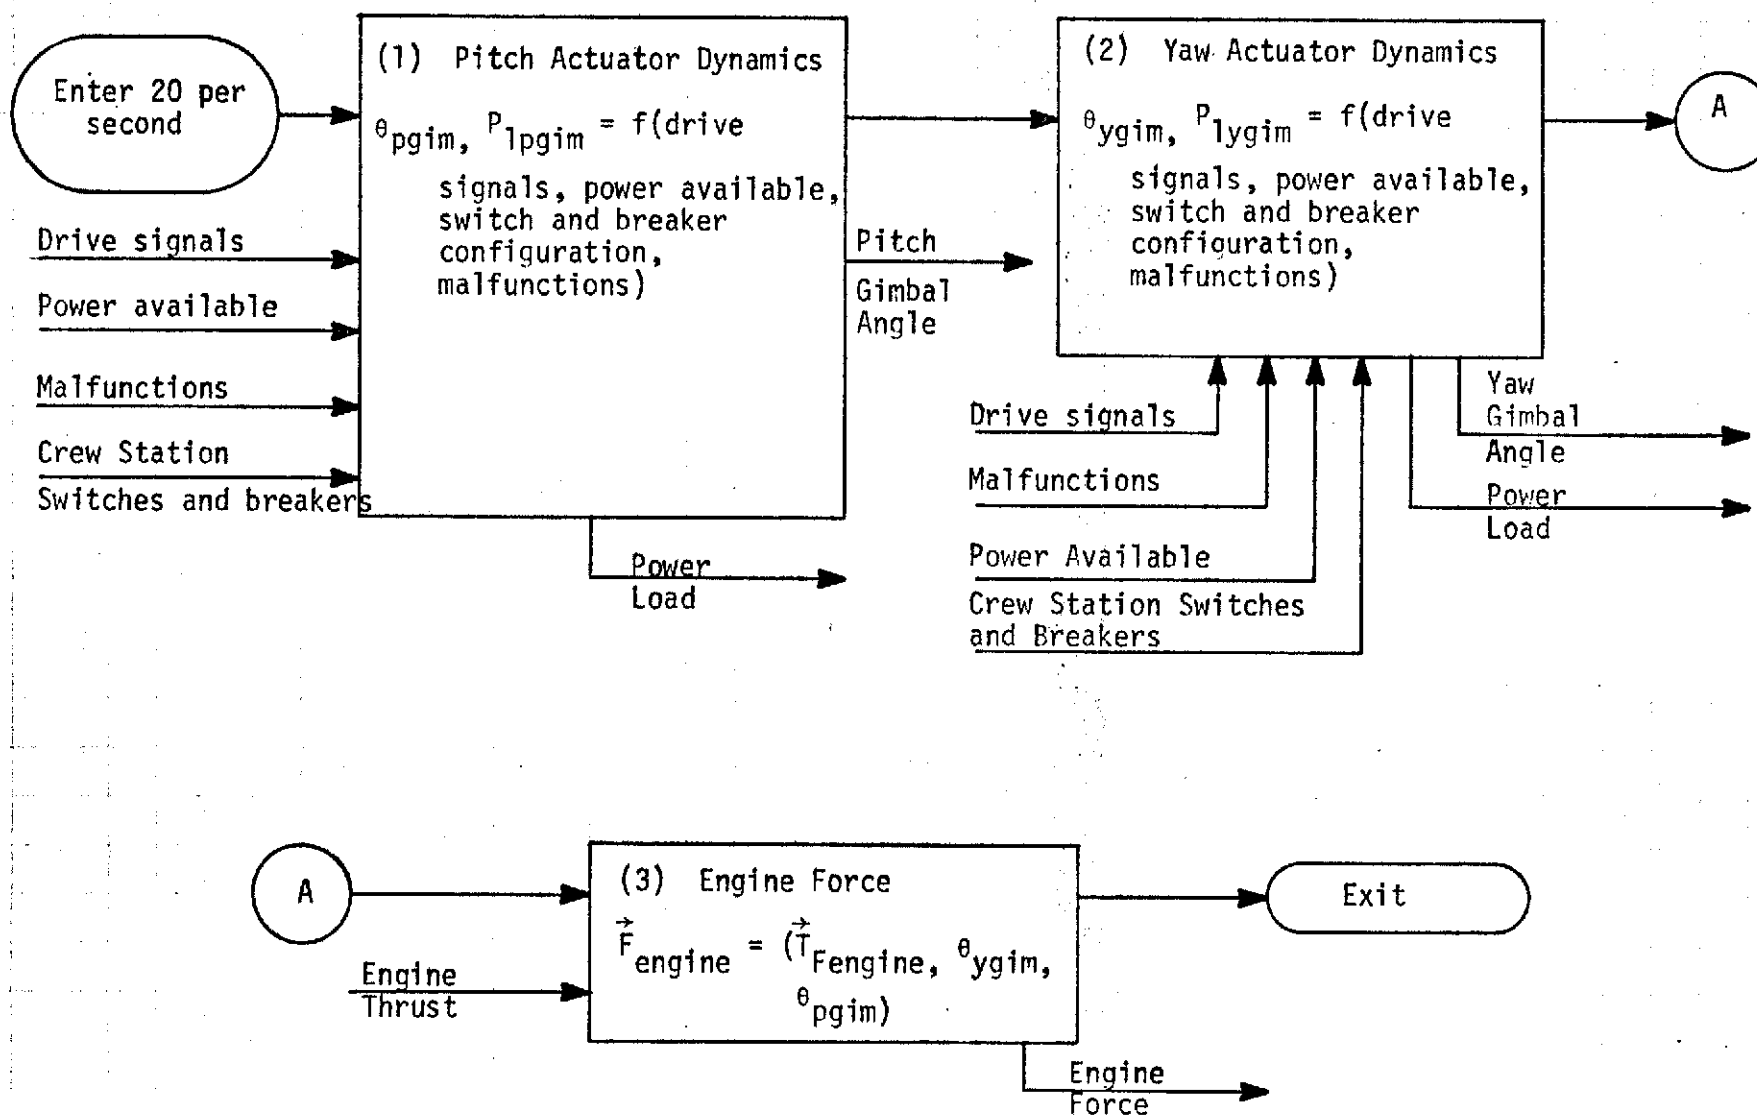 Enter 20 per
second
(1) Pitch Actuator Dynamics
θpgim, Plpgim = f(drive
signals, power available,
switch and breaker
configuration,
malfunctions)
Drive signals
Power available
Malfunctions
Crew Station
Switches and breakers
Pitch
Gimbal
Angle
Power
Load
(2) Yaw Actuator Dynamics
θygim, Plygim = f(drive
signals, power available,
switch and breaker
configuration,
malfunctions)
A
Drive signals
Malfunctions
Power Available
Crew Station Switches
and Breakers
Yaw
Gimbal
Angle
Power
Load
A
Engine
Thrust
(3) Engine Force
F⃗engine = (T⃗Fengine, θygim,
θpgim)
Exit
Engine
Force